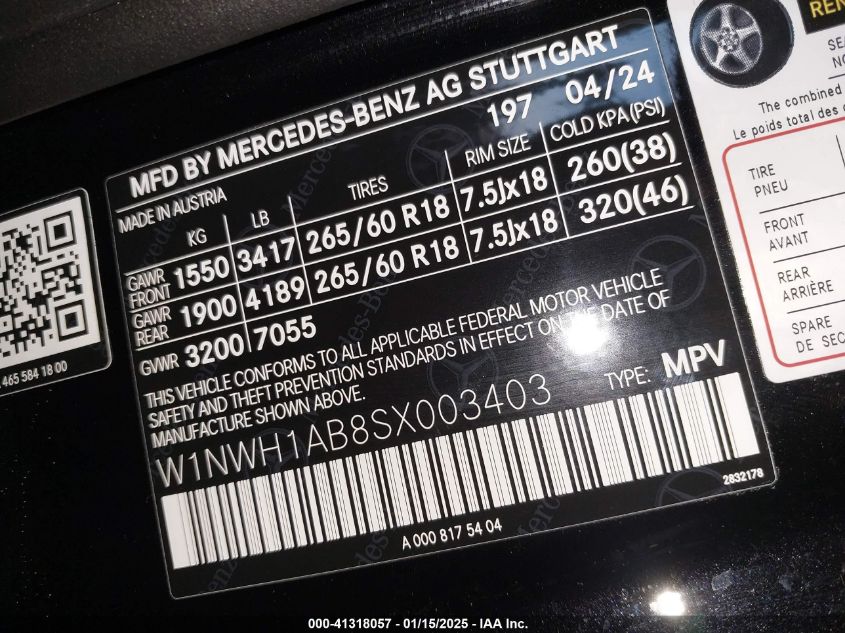 MFD BY MERCEDES-BENZ AG STUTTGART
MADE IN AUSTRIA 197 04/24
KG LB TIRES RIM SIZE COLD KPA(PSI)
GAWR FRONT 1550 3417 265/60 R18 7.5Jx18 260(38)
GAWR REAR 1900 4189 265/60 R18 7.5Jx18 320(46)
GVWR 3200 7055
THIS VEHICLE CONFORMS TO ALL APPLICABLE FEDERAL MOTOR VEHICLE
SAFETY AND THEFT PREVENTION STANDARDS IN EFFECT ON THE DATE OF
MANUFACTURE SHOWN ABOVE.
W1NWH1AB8SX003403 TYPE: MPV
2832178
A 000 817 54 04
465 584 18 00
The combined
Le poids total des
TIRE
PNEU
FRONT
AVANT
REAR
ARRIÈRE
SPARE
DE SEC
000-41318057 - 01/15/2025 - IAA Inc.